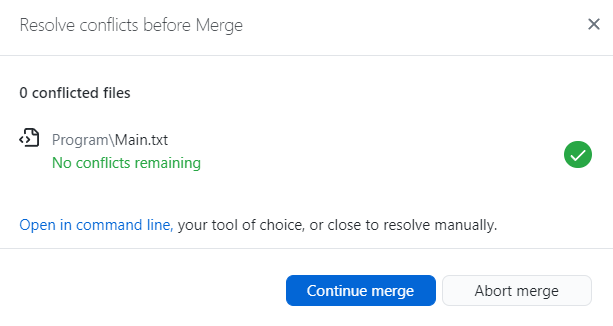 Resolve conflicts before Merge
0 conflicted files
Program\Main.txt
No conflicts remaining
Open in command line, your tool of choice, or close to resolve manually.
Continue merge
Abort merge